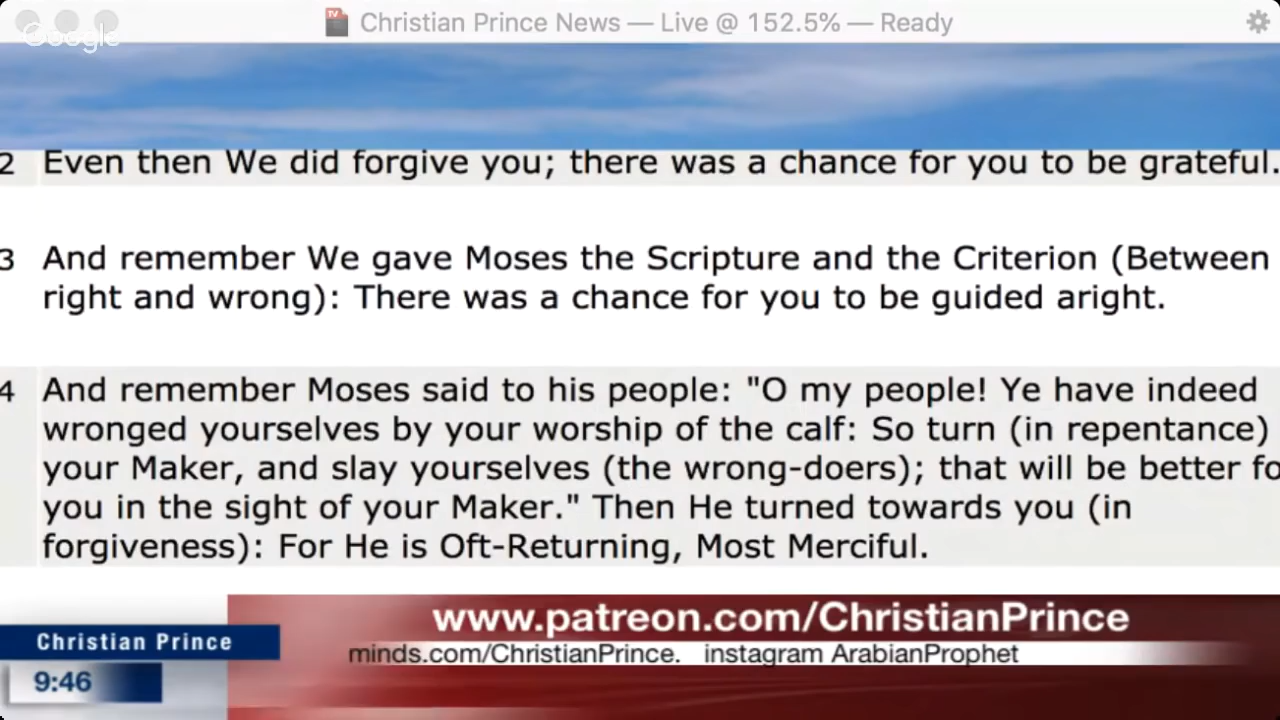 Christian Prince News — Live @ 152.5% — Ready
Google
2 Even then We did forgive you; there was a chance for you to be grateful.
3 And remember We gave Moses the Scripture and the Criterion (Between
right and wrong): There was a chance for you to be guided aright.
4 And remember Moses said to his people: "O my people! Ye have indeed
wronged yourselves by your worship of the calf: So turn (in repentance)
your Maker, and slay yourselves (the wrong-doers); that will be better fo
you in the sight of your Maker." Then He turned towards you (in
forgiveness): For He is Oft-Returning, Most Merciful.
www.patreon.com/ChristianPrince
Christian Prince
minds.com/ChristianPrince. instagram ArabianProphet
9:46